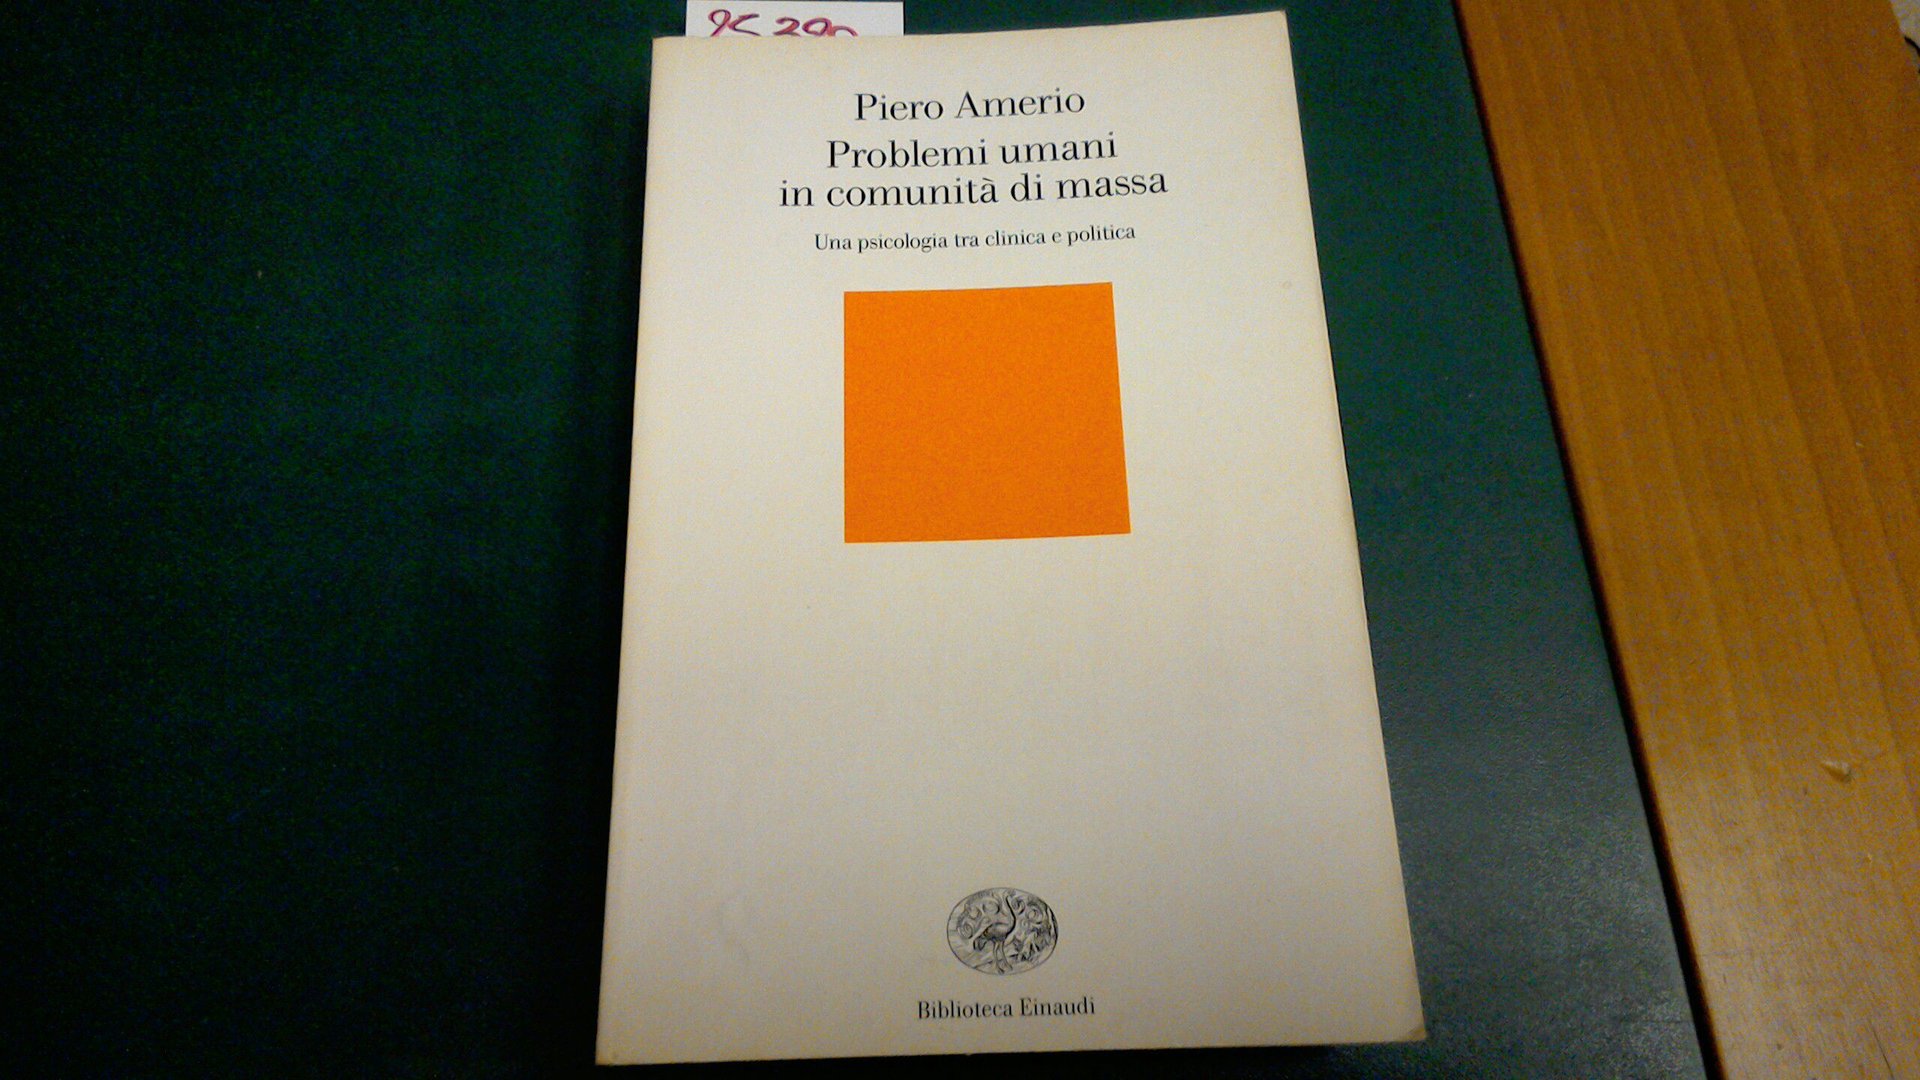 Piero Amerio
Problemi umani
in comunità di massa
Una psicologia tra clinica e politica
Biblioteca Einaudi